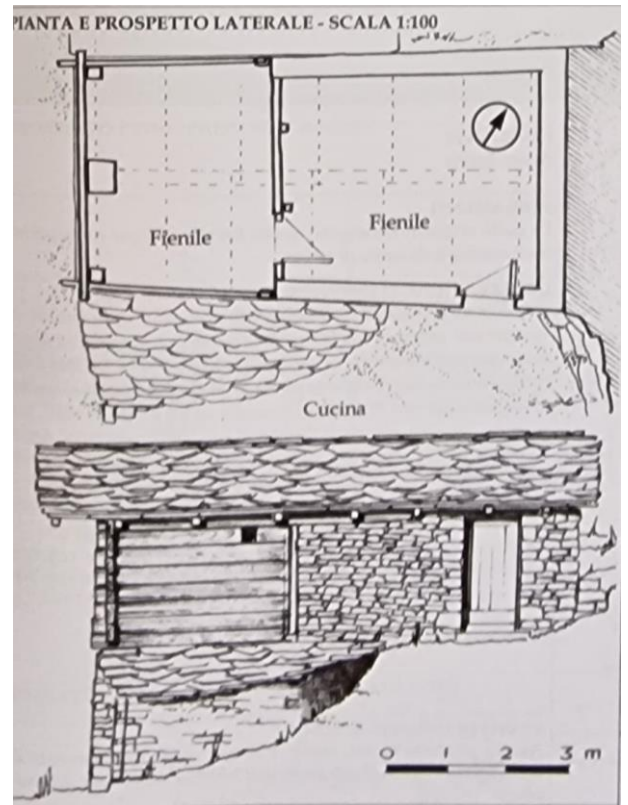 PIANTA E PROSPETTO LATERALE - SCALA 1:100
Fienile
Fienile
Cucina
0 1 2 3 m